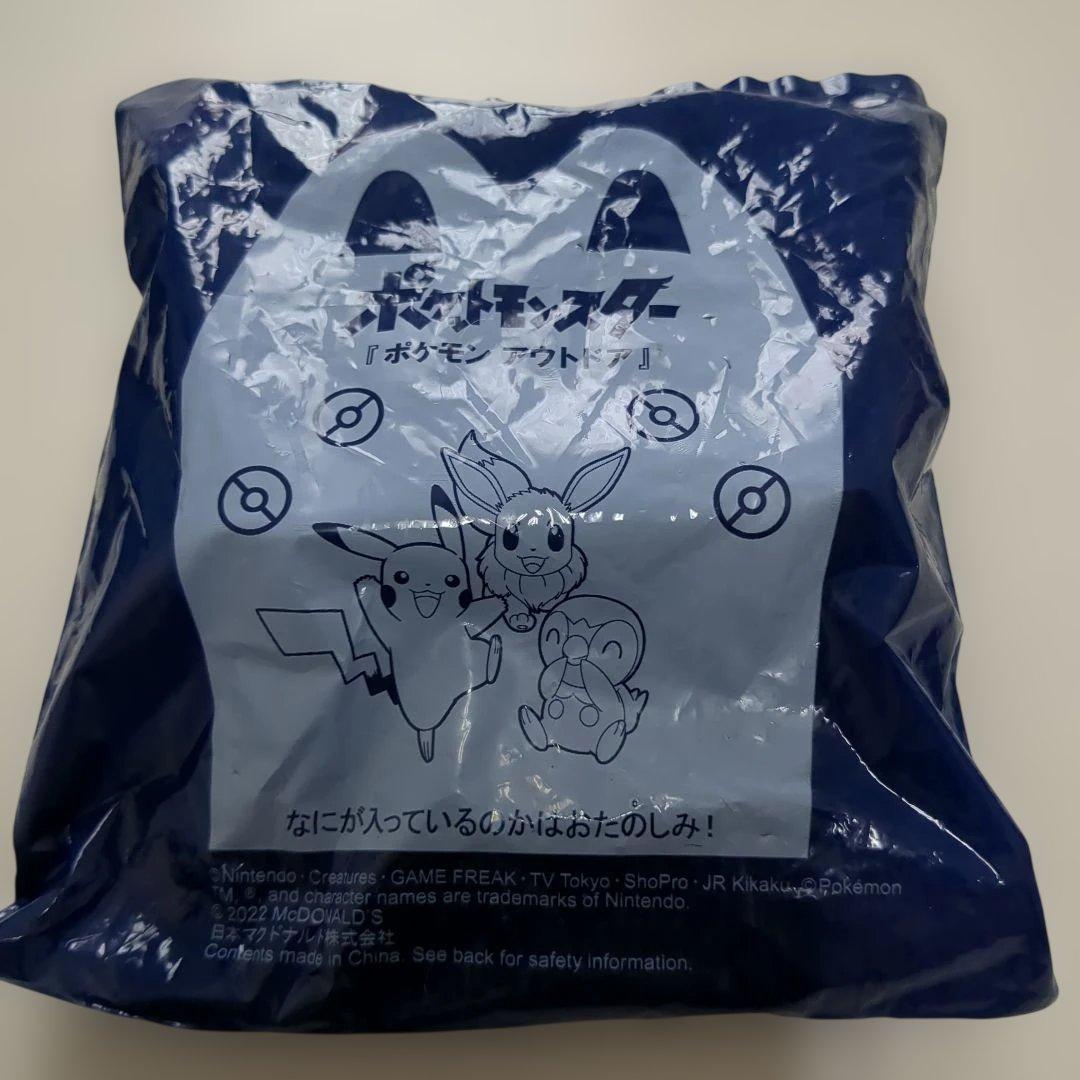 ポケットモンスター
『ポケモン アウトドア』
なにが入っているのかはおたのしみ！
©Nintendo・Creatures・GAME FREAK・TV Tokyo・ShoPro・JR Kikaku ©Pokémon
TM, ®, and character names are trademarks of Nintendo.
© 2022 McDONALD'S
日本マクドナルド株式会社
Contents made in China. See back for safety information.